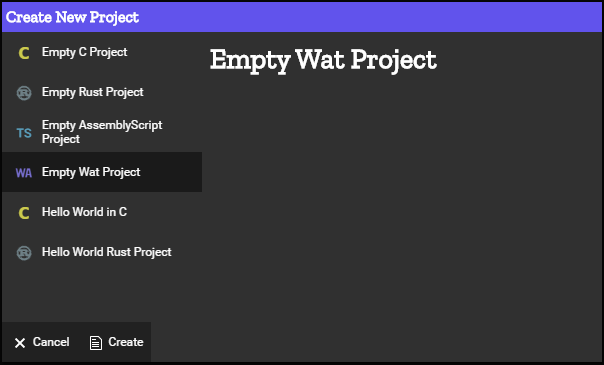 Create New Project
C Empty C Project
Empty Wat Project
R Empty Rust Project
TS Empty AssemblyScript
Project
WA Empty Wat Project
C Hello World in C
R Hello World Rust Project
Cancel
Create